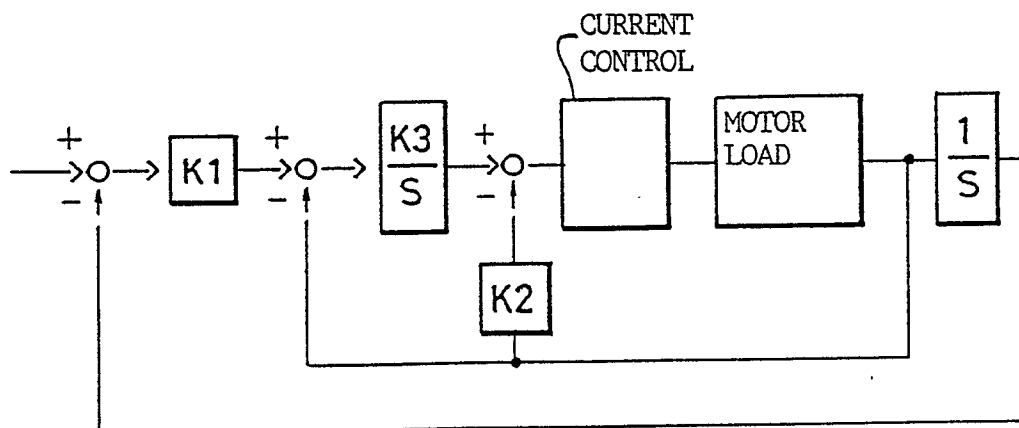 CURRENT
CONTROL
+
−
K1
+
−
K3
S
+
−
MOTOR
LOAD
1
S
K2